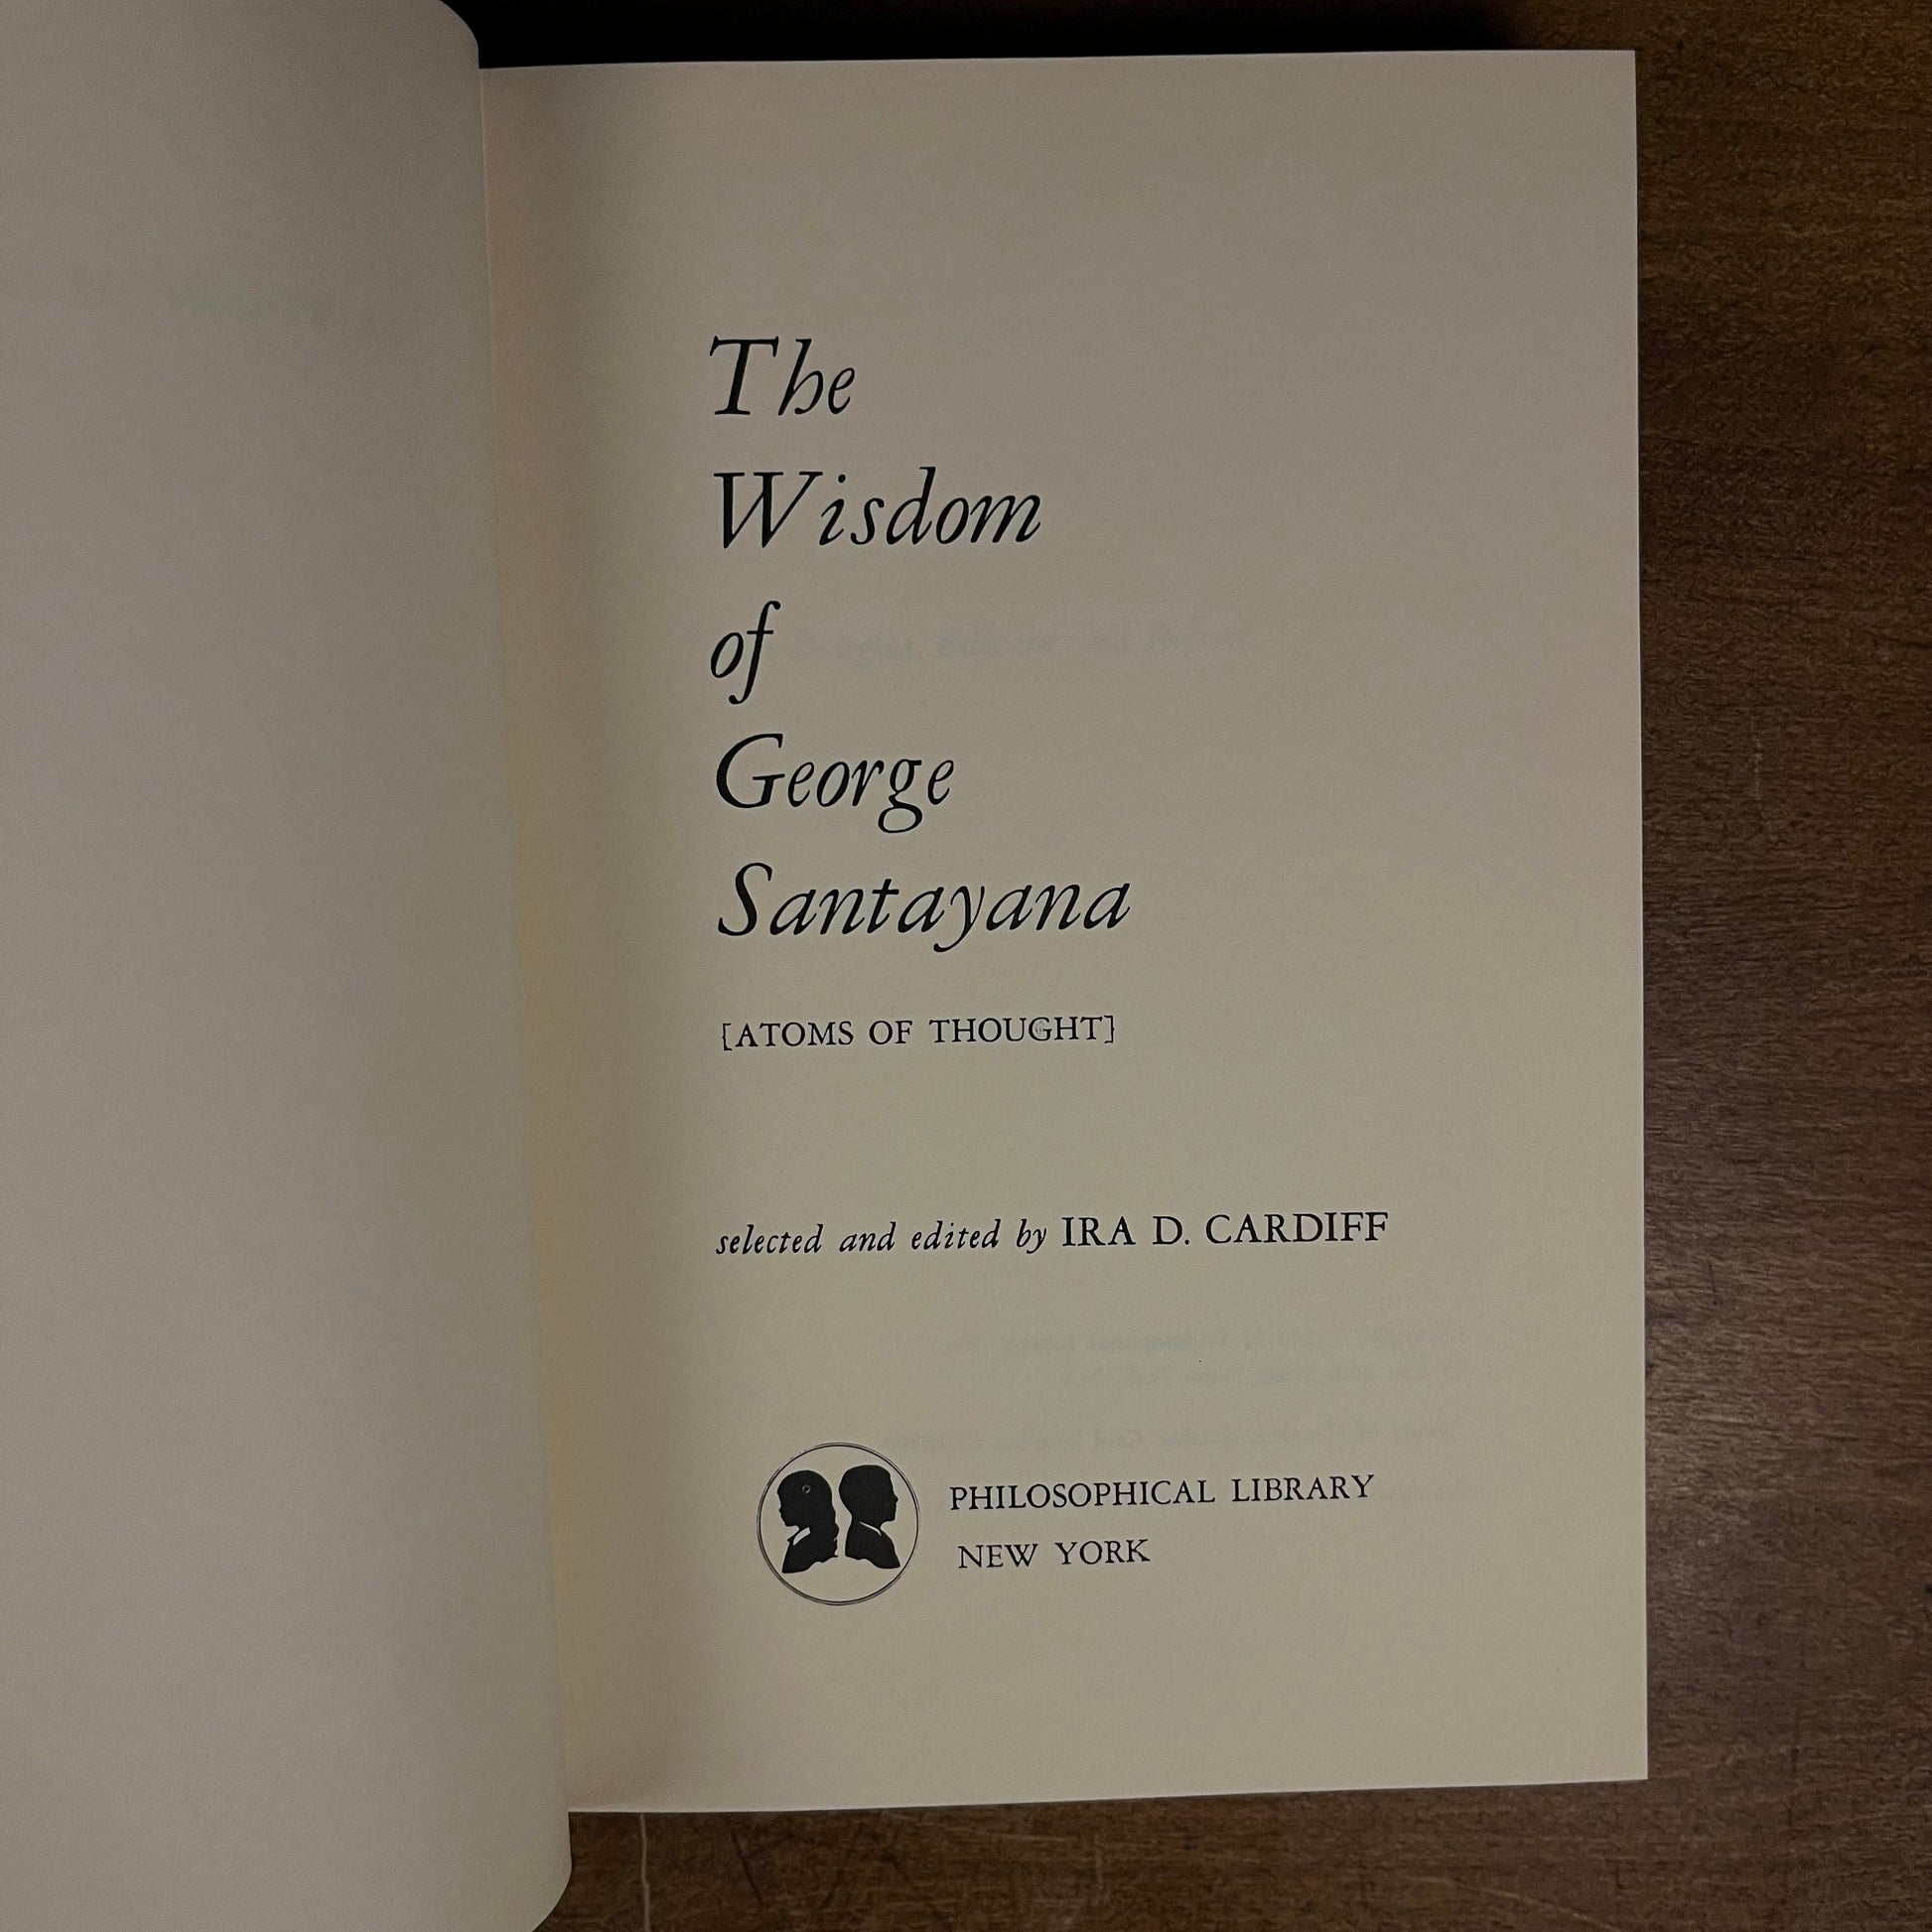 The
Wisdom
of
George
Santayana
[ATOMS OF THOUGHT]
selected and edited by IRA D. CARDIFF
PHILOSOPHICAL LIBRARY
NEW YORK